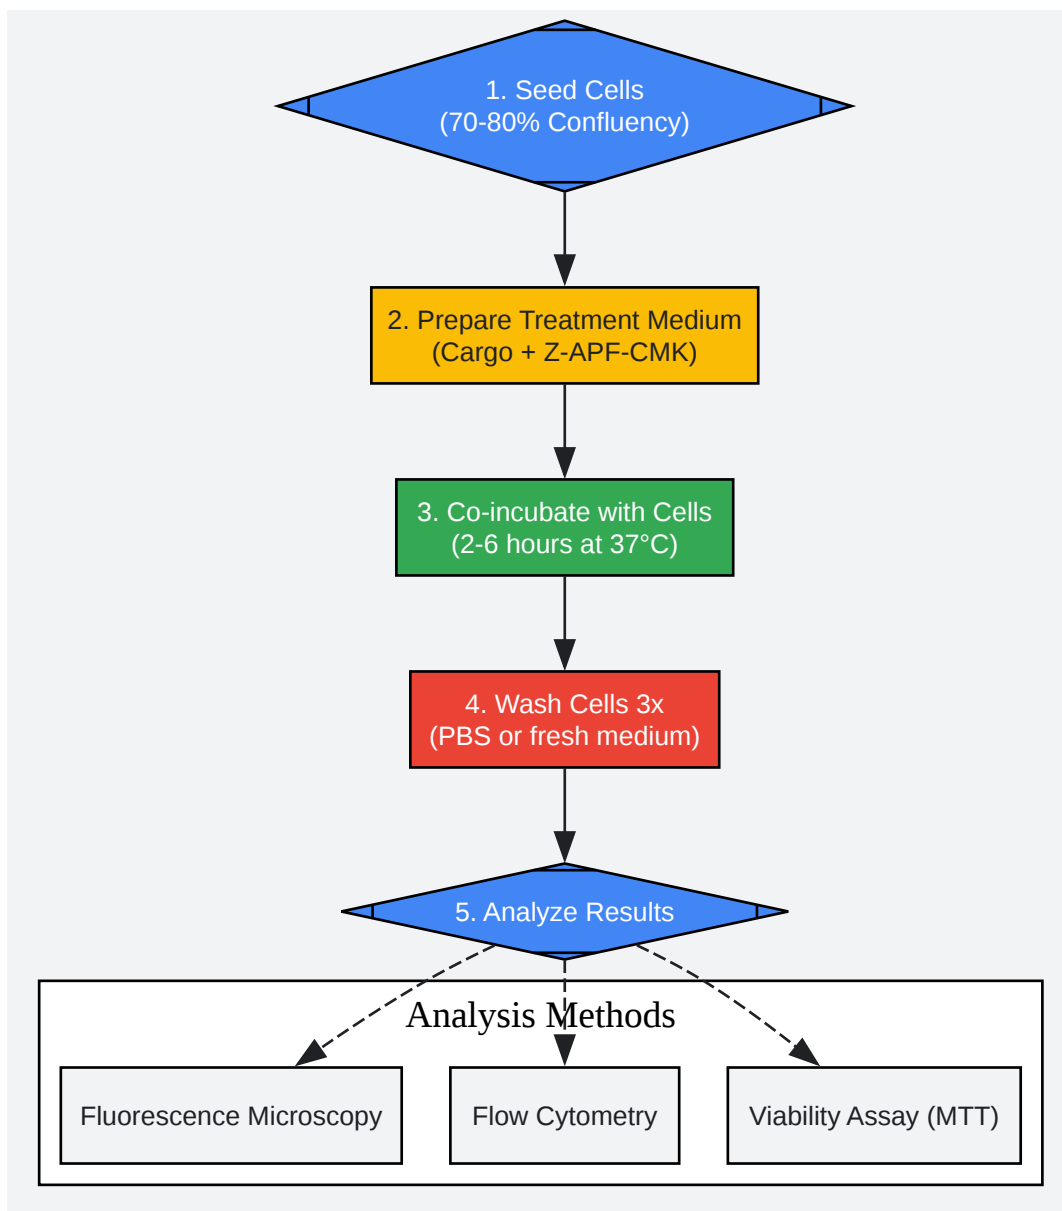 1. Seed Cells
(70-80% Confluency)
2. Prepare Treatment Medium
(Cargo + Z-APF-CMK)
3. Co-incubate with Cells
(2-6 hours at 37°C)
4. Wash Cells 3x
(PBS or fresh medium)
5. Analyze Results
Analysis Methods
Fluorescence Microscopy
Flow Cytometry
Viability Assay (MTT)